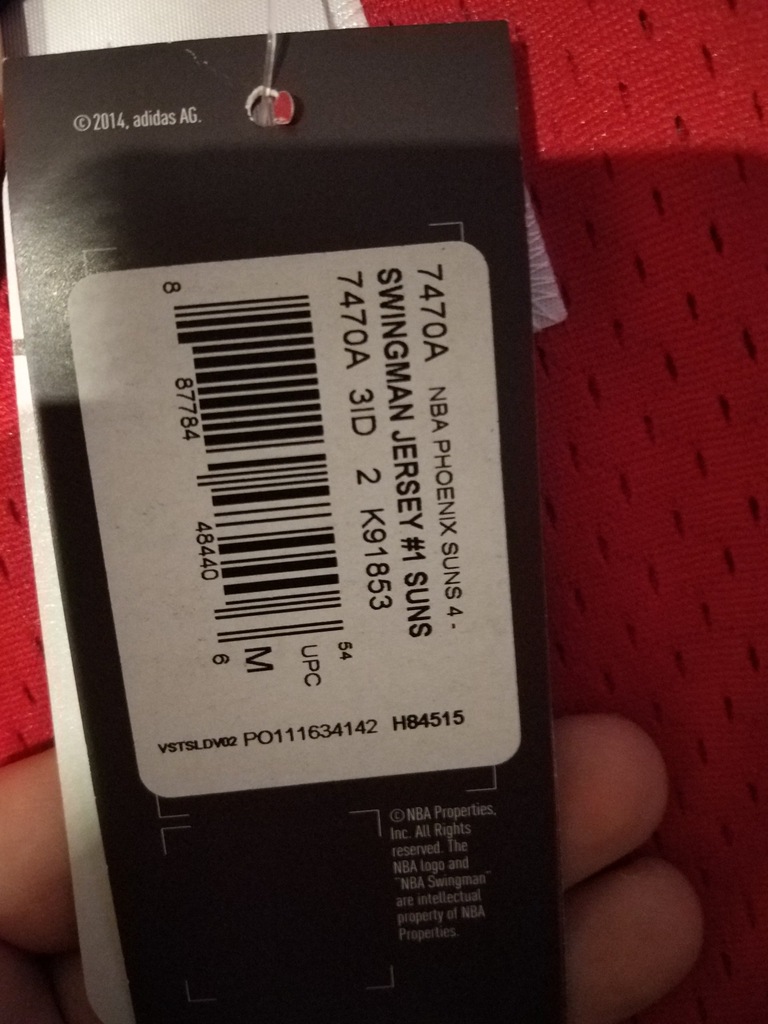 © 2014, adidas AG.
7470A NBA PHOENIX SUNS 4 -
SWINGMAN JERSEY #1 SUNS
7470A 3ID 2 K91853
8 87784 48440 6
54
UPC
M
VSTSLDV02 PO111634142 H84515
© NBA Properties,
Inc. All Rights
reserved. The
NBA logo and
"NBA Swingman"
are intellectual
property of NBA
Properties.